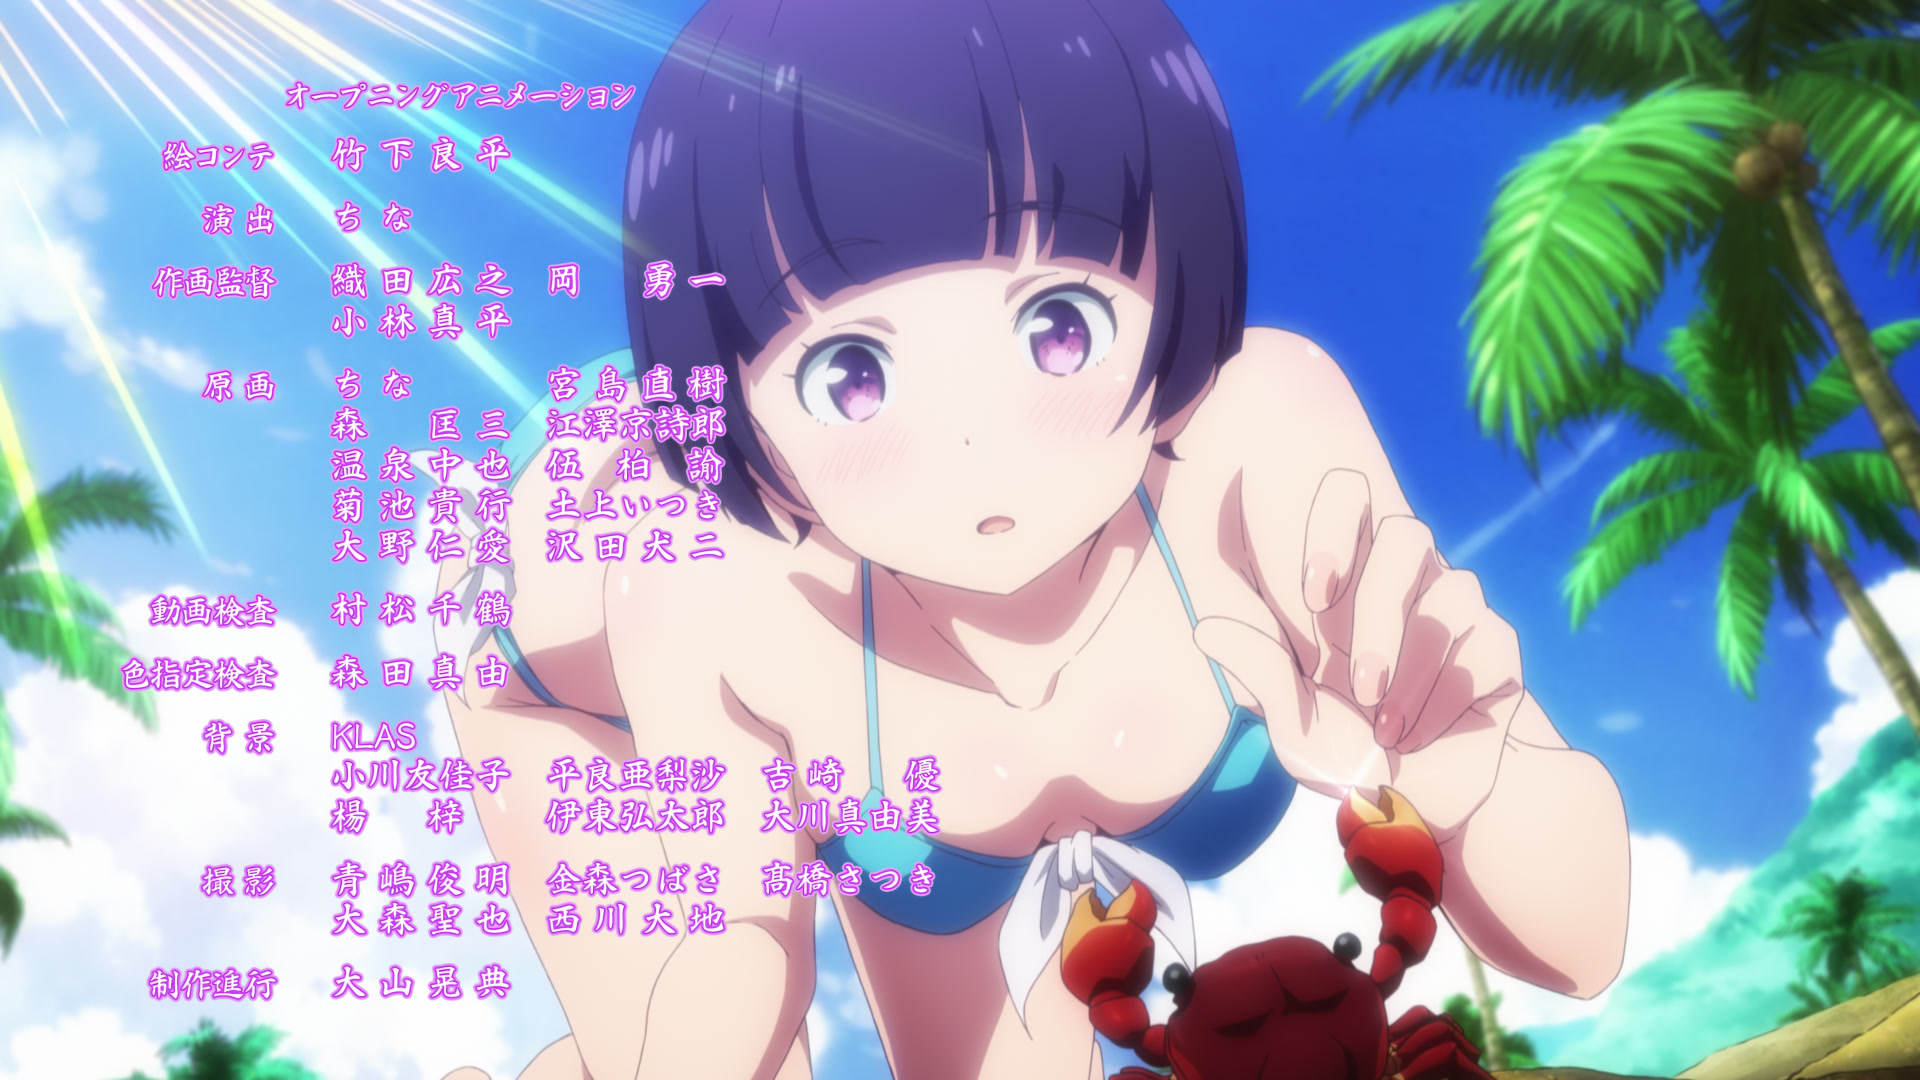 オープニングアニメーション
絵コンテ 竹下良平
演出 ちな
作画監督 織田広之 岡 勇一
小林真平
原画 ちな 宮島直樹
森 匡三 江澤京詩郎
温泉中也 伍柏諭
菊池貴行 土上いつき
大野仁愛 沢田犬二
動画検査 村松千鶴
色指定検査 森田真由
背景 KLAS
小川友佳子 平良亜梨沙 吉崎 優
楊 梓 伊東弘太郎 大川真由美
撮影 青嶋俊明 金森つばさ 髙橋さつき
大森聖也 西川大地
制作進行 大山晃典